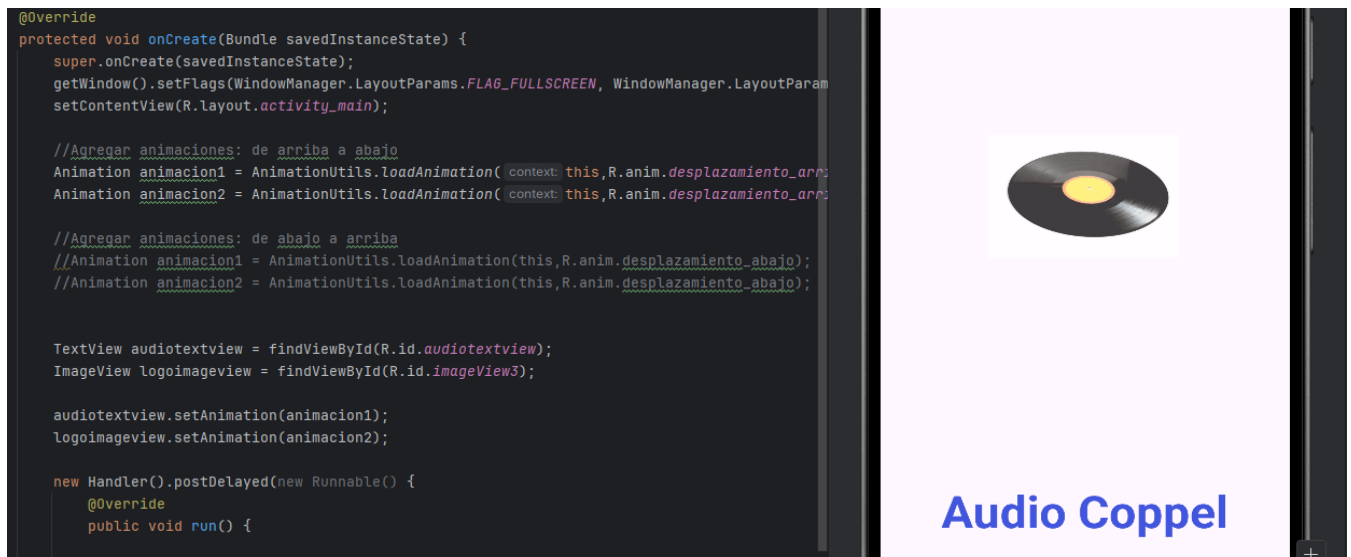 @Override
protected void onCreate(Bundle savedInstanceState) {
super.onCreate(savedInstanceState);
getWindow().setFlags(WindowManager.LayoutParams.FLAG_FULLSCREEN, WindowManager.LayoutParam
setContentView(R.layout.activity_main);
//Agregar animaciones: de arriba a abajo
Animation animacion1 = AnimationUtils.loadAnimation( context: this,R.anim.desplazamiento_arri
Animation animacion2 = AnimationUtils.loadAnimation( context: this,R.anim.desplazamiento_arri
//Agregar animaciones: de abajo a arriba
//Animation animacion1 = AnimationUtils.loadAnimation(this,R.anim.desplazamiento_abajo);
//Animation animacion2 = AnimationUtils.loadAnimation(this,R.anim.desplazamiento_abajo);
TextView audiotextview = findViewById(R.id.audiotextview);
ImageView logoimageview = findViewById(R.id.imageView3);
audiotextview.setAnimation(animacion1);
logoimageview.setAnimation(animacion2);
new Handler().postDelayed(new Runnable() {
@Override
public void run() {
Audio Coppel